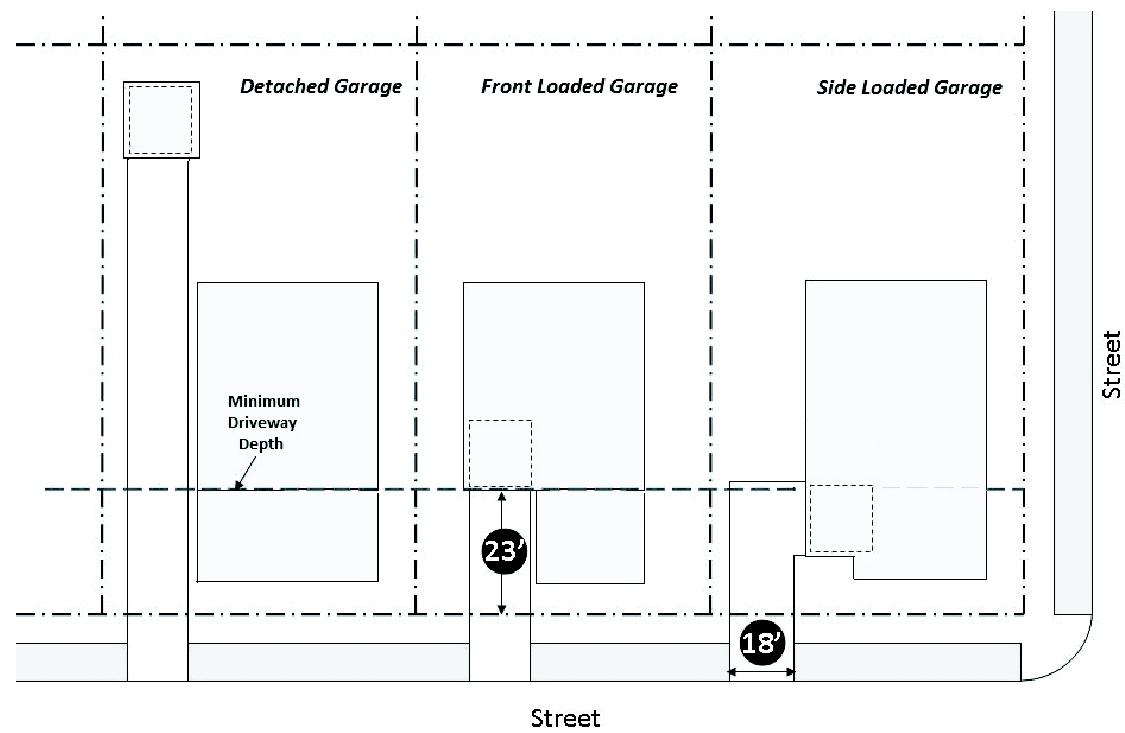 Detached Garage
Front Loaded Garage
Side Loaded Garage
Minimum
Driveway
Depth
23’
18’
Street
Street